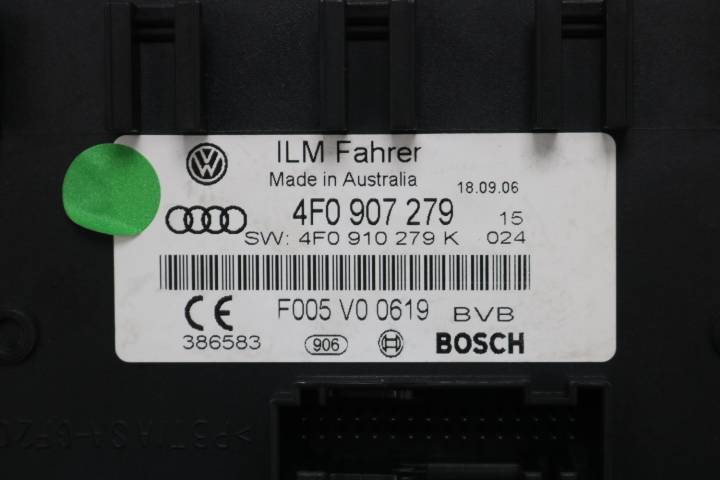 ILM Fahrer
Made in Australia 18.09.06
4F0 907 279 15
SW: 4F0 910 279 K 024
F005 V0 0619 BVB
CE
386583 906 BOSCH